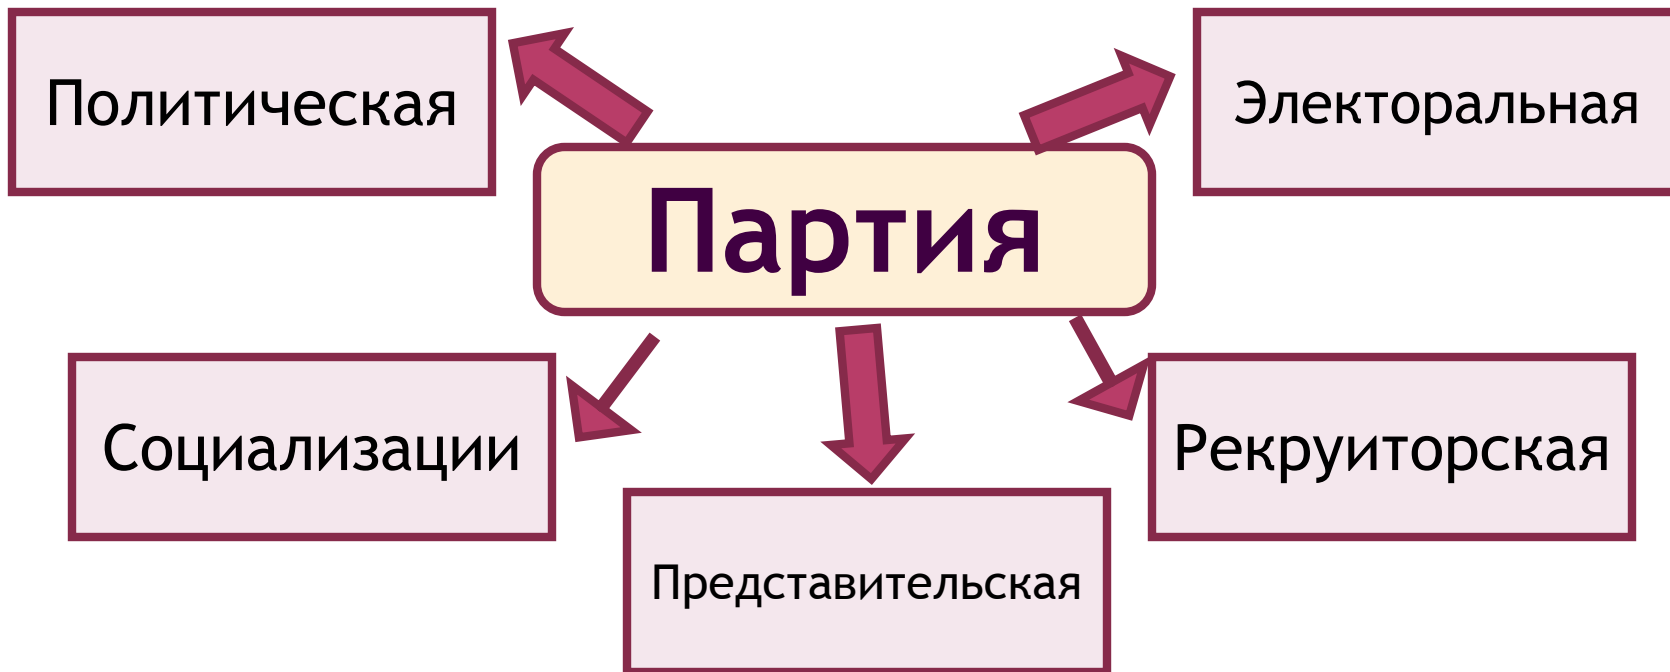 Политическая
Электоральная
Партия
Социализации
Рекруиторская
Представительская